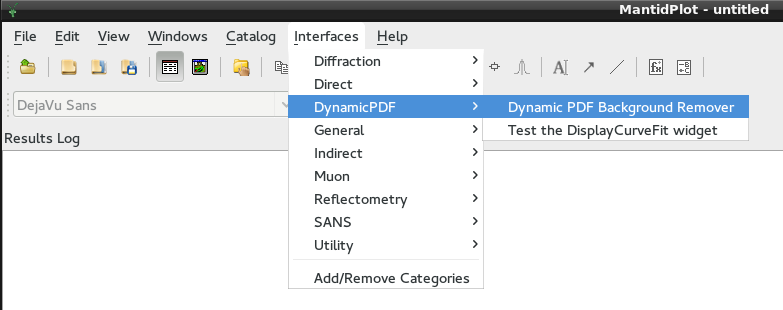 MantidPlot - untitled
File Edit View Windows Catalog Interfaces Help
Diffraction
Direct
DejaVu Sans
DynamicPDF
Dynamic PDF Background Remover
General
Test the DisplayCurveFit widget
Results Log
Indirect
Muon
Reflectometry
SANS
Utility
Add/Remove Categories